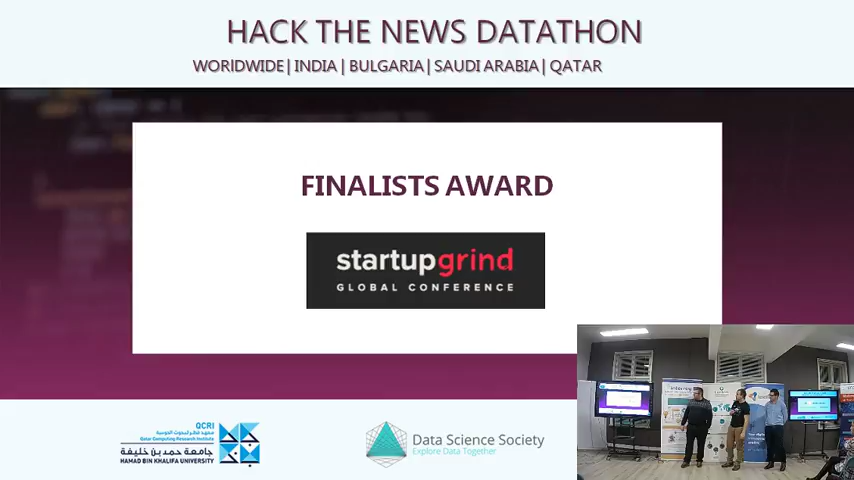 HACK THE NEWS DATATHON
WORlDWIDE| INDIA | BULGARIA| SAUDI ARABIA| QATAR
FINALISTS AWARD
startupgrind
GLOBAL CONFERENCE
QCRI
معهد قطر لبحوث الحوسبة
Qatar Computing Research Institute
جامعة حمد بن خليفة
HAMAD BIN KHALIFA UNIVERSITY
Data Science Society
Explore Data Together